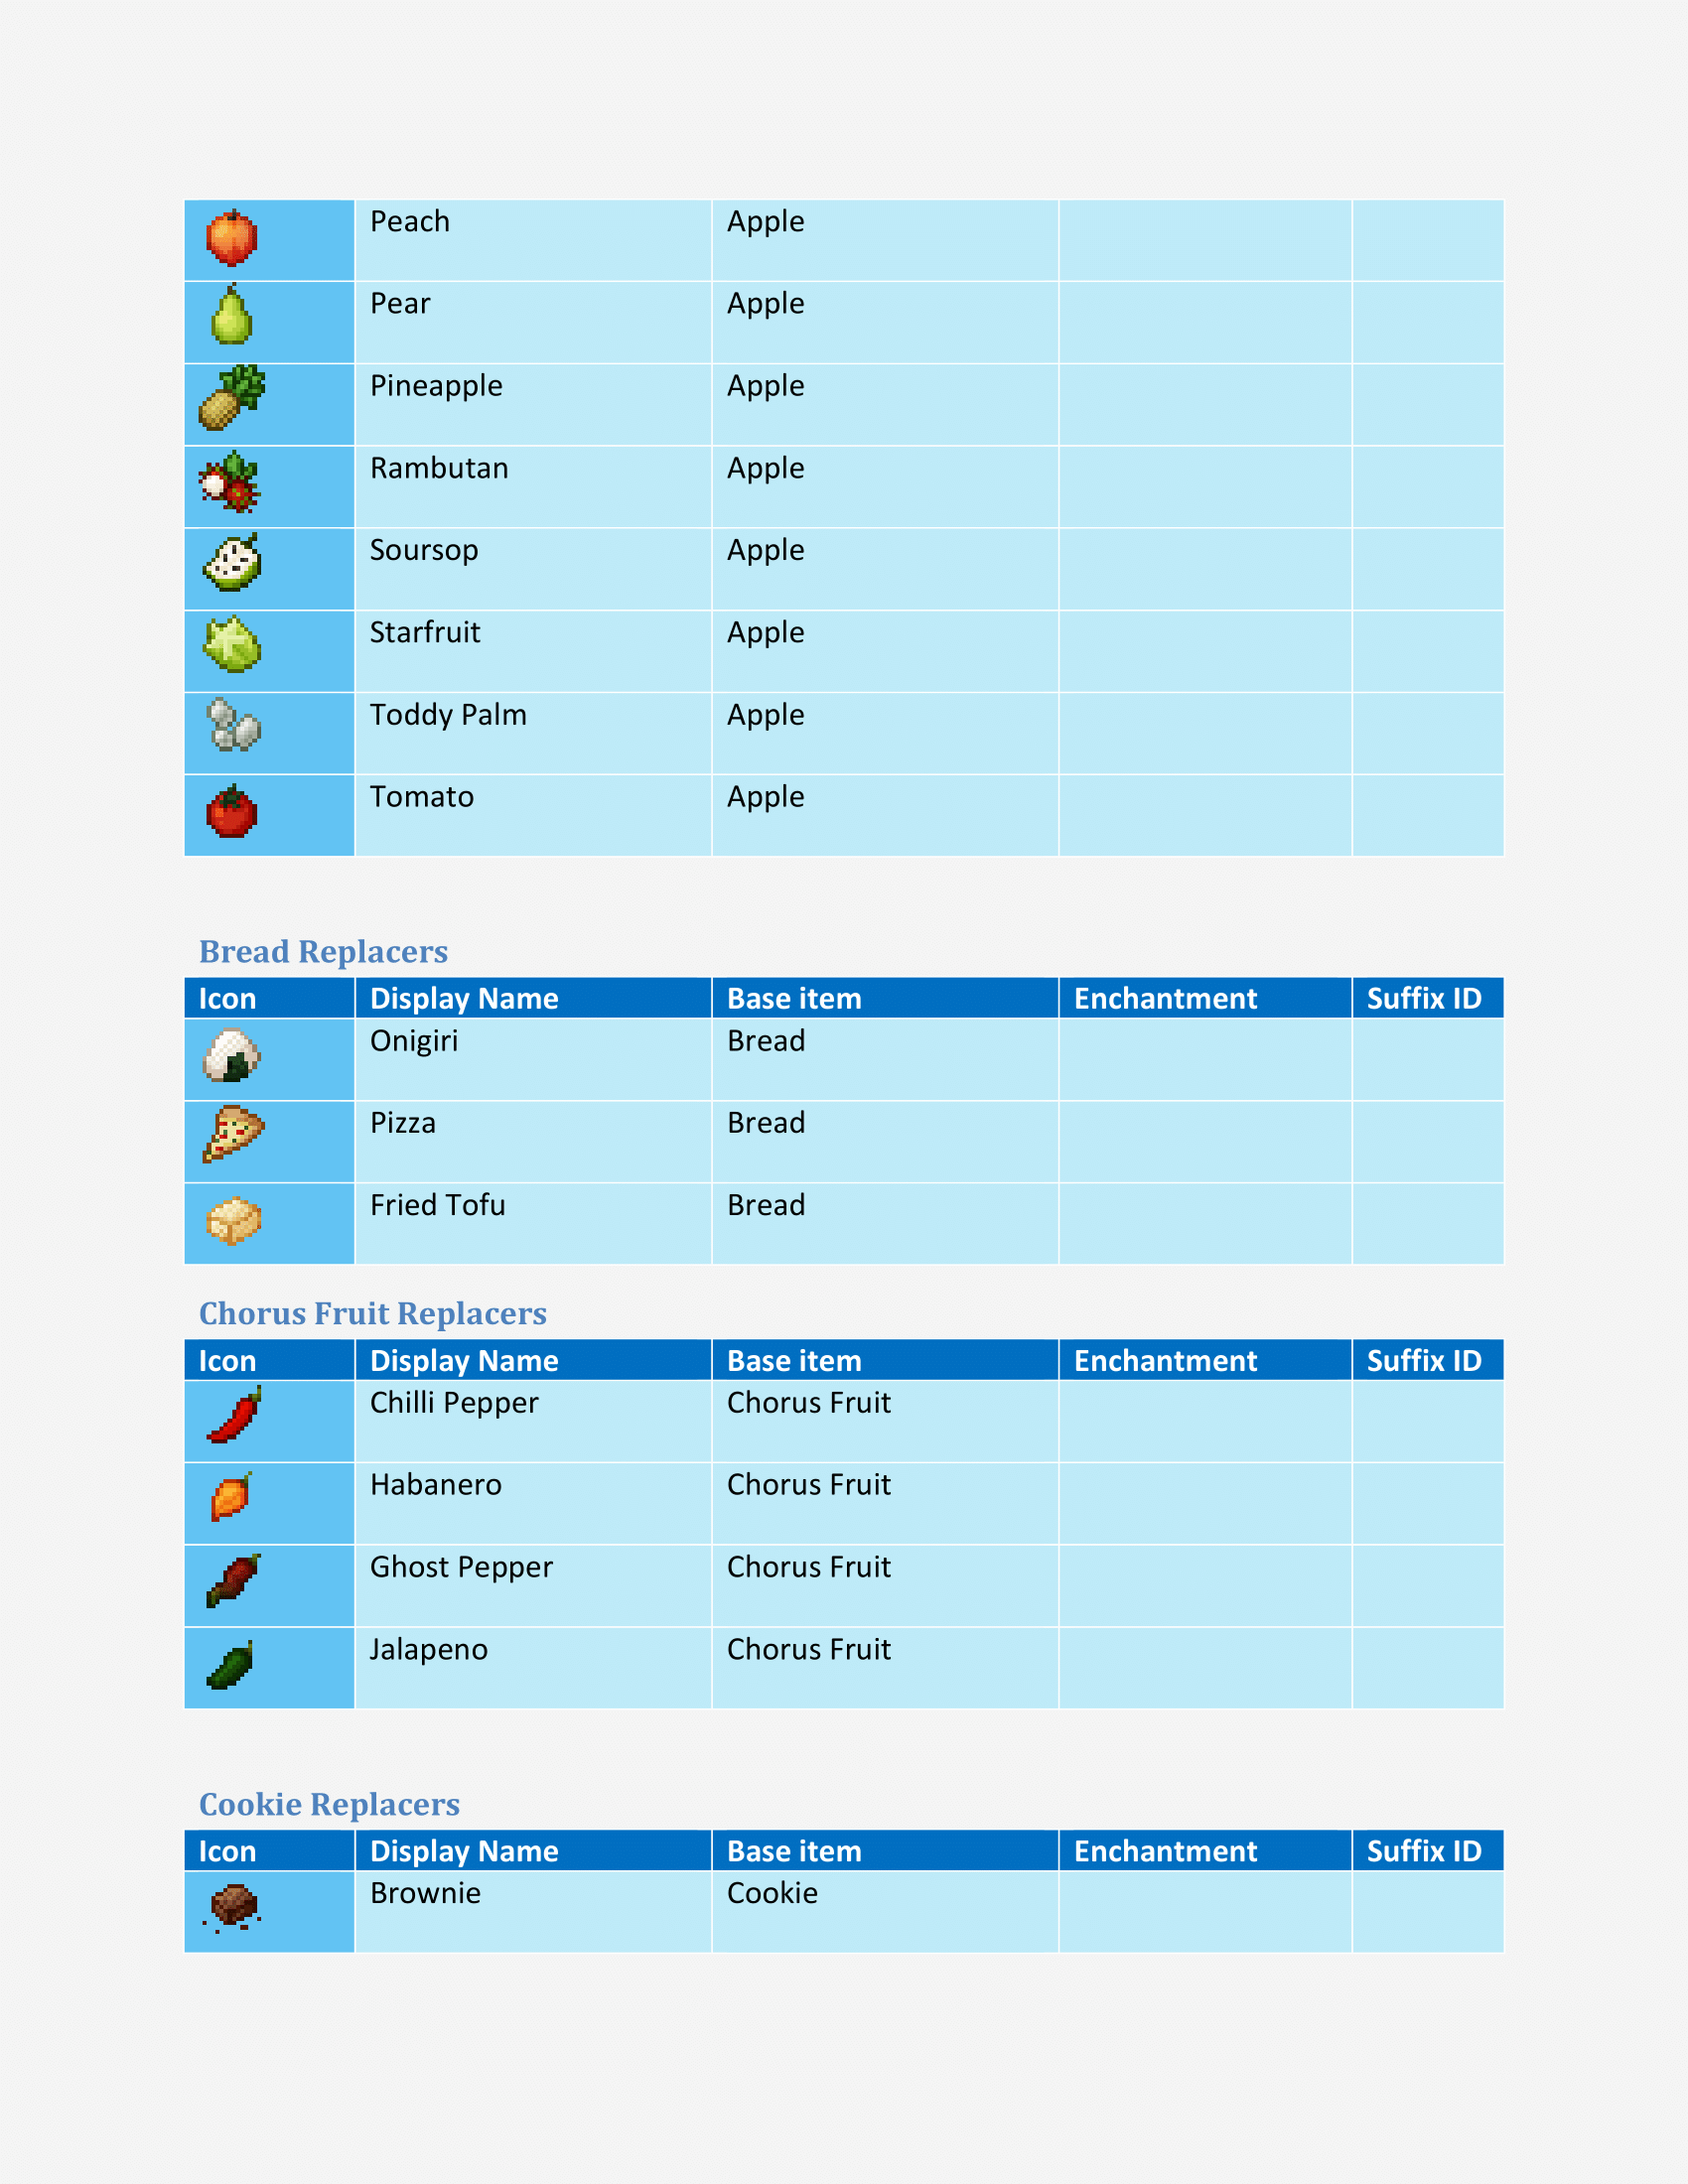 Peach Apple
Pear Apple
Pineapple Apple
Rambutan Apple
Soursop Apple
Starfruit Apple
Toddy Palm Apple
Tomato Apple
Bread Replacers
Icon Display Name Base item Enchantment Suffix ID
Onigiri Bread
Pizza Bread
Fried Tofu Bread
Chorus Fruit Replacers
Icon Display Name Base item Enchantment Suffix ID
Chilli Pepper Chorus Fruit
Habanero Chorus Fruit
Ghost Pepper Chorus Fruit
Jalapeno Chorus Fruit
Cookie Replacers
Icon Display Name Base item Enchantment Suffix ID
Brownie Cookie